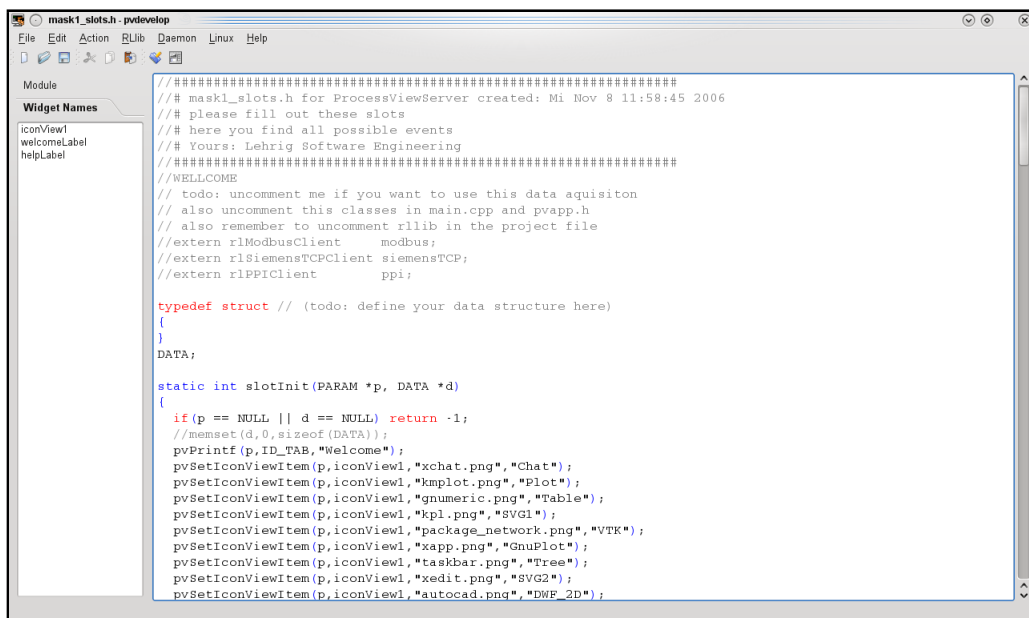 mask1_slots.h - pvdevelop
File Edit Action RLlib Daemon Linux Help
Module
Widget Names
iconView1
welcomeLabel
helpLabel
//###############################################################
//# mask1_slots.h for ProcessViewServer created: Mi Nov 8 11:58:45 2006
//# please fill out these slots
//# here you find all possible events
//# Yours: Lehrig Software Engineering
//###############################################################
//WELLCOME
// todo: uncomment me if you want to use this data aquisiton
// also uncomment this classes in main.cpp and pvapp.h
// also remember to uncomment rllib in the project file
//extern rlModbusClient     modbus;
//extern rlSiemensTCPClient siemensTCP;
//extern rlPPIClient        ppi;
typedef struct // (todo: define your data structure here)
{
}
DATA;
static int slotInit(PARAM *p, DATA *d)
{
  if(p == NULL || d == NULL) return -1;
  //memset(d,0,sizeof(DATA));
  pvPrintf(p,ID_TAB,"Welcome");
  pvSetIconViewItem(p,iconView1,"xchat.png","Chat");
  pvSetIconViewItem(p,iconView1,"kmplot.png","Plot");
  pvSetIconViewItem(p,iconView1,"gnumeric.png","Table");
  pvSetIconViewItem(p,iconView1,"kpl.png","SVG1");
  pvSetIconViewItem(p,iconView1,"package_network.png","VTK");
  pvSetIconViewItem(p,iconView1,"xapp.png","GnuPlot");
  pvSetIconViewItem(p,iconView1,"taskbar.png","Tree");
  pvSetIconViewItem(p,iconView1,"xedit.png","SVG2");
  pvSetIconViewItem(p,iconView1,"autocad.png","DWF_2D");